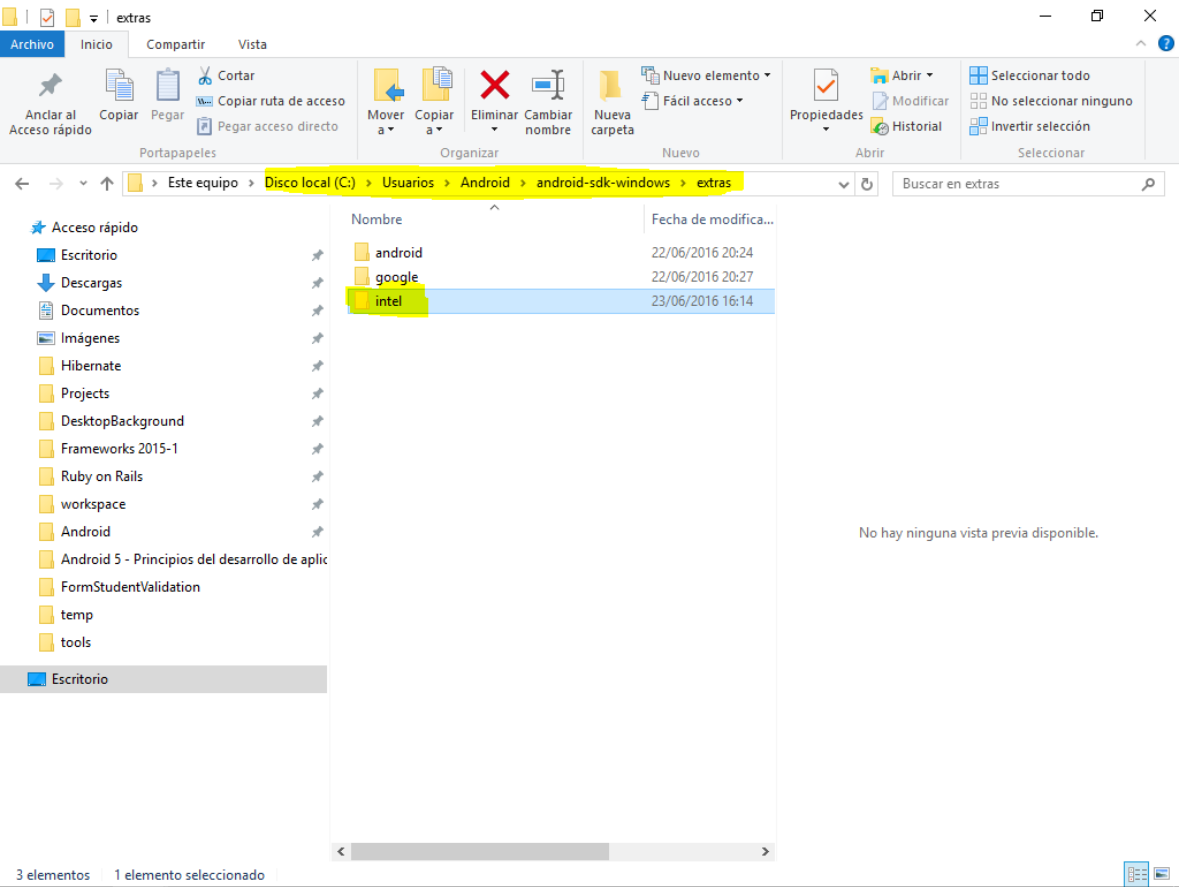 extras
Archivo Inicio Compartir Vista
Anclar al Acceso rápido
Copiar
Pegar
Cortar
Copiar ruta de acceso
Pegar acceso directo
Portapapeles
Mover a
Copiar a
Eliminar
Cambiar nombre
Organizar
Nueva carpeta
Nuevo elemento
Fácil acceso
Nuevo
Propiedades
Abrir
Modificar
Historial
Abrir
Seleccionar todo
No seleccionar ninguno
Invertir selección
Seleccionar
Este equipo > Disco local (C:) > Usuarios > Android > android-sdk-windows > extras
Buscar en extras
Acceso rápido
Escritorio
Descargas
Documentos
Imágenes
Hibernate
Projects
DesktopBackground
Frameworks 2015-1
Ruby on Rails
workspace
Android
Android 5 - Principios del desarrollo de aplic
FormStudentValidation
temp
tools
Escritorio
Nombre Fecha de modifica...
android 22/06/2016 20:24
google 22/06/2016 20:27
intel 23/06/2016 16:14
No hay ninguna vista previa disponible.
3 elementos 1 elemento seleccionado